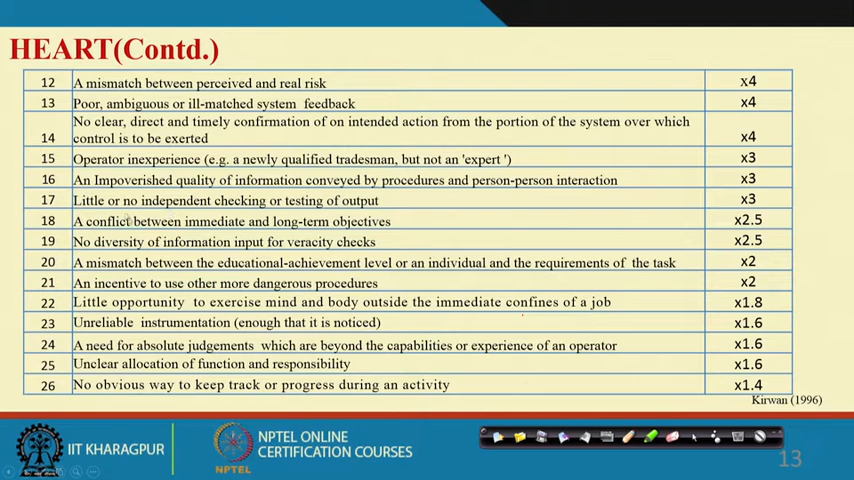 HEART(Contd.)
12 A mismatch between perceived and real risk x4
13 Poor, ambiguous or ill-matched system feedback x4
No clear, direct and timely confirmation of on intended action from the portion of the system over which
14 control is to be exerted x4
15 Operator inexperience (e.g. a newly qualified tradesman, but not an 'expert ') x3
16 An Impoverished quality of information conveyed by procedures and person-person interaction x3
17 Little or no independent checking or testing of output x3
18 A conflict between immediate and long-term objectives x2.5
19 No diversity of information input for veracity checks x2.5
20 A mismatch between the educational-achievement level or an individual and the requirements of the task x2
21 An incentive to use other more dangerous procedures x2
22 Little opportunity to exercise mind and body outside the immediate confines of a job x1.8
23 Unreliable instrumentation (enough that it is noticed) x1.6
24 A need for absolute judgements which are beyond the capabilities or experience of an operator x1.6
25 Unclear allocation of function and responsibility x1.6
26 No obvious way to keep track or progress during an activity x1.4
Kirwan (1996)
IIT KHARAGPUR
NPTEL
NPTEL ONLINE
CERTIFICATION COURSES
13